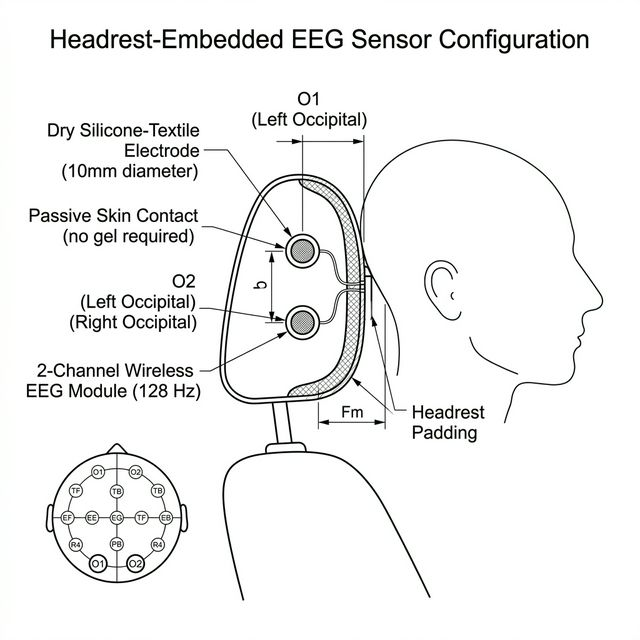 Headrest-Embedded EEG Sensor Configuration
O1
(Left Occipital)
Dry Silicone-Textile
Electrode
(10mm diameter)
Passive Skin Contact
(no gel required)
O2
(Left Occipital)
(Right Occipital)
2-Channel Wireless
EEG Module (128 Hz)
b
Fm
Headrest
Padding
O1 O2
TF TB TB
EF EE EG TF EB
R4 PB R4
O1 O2